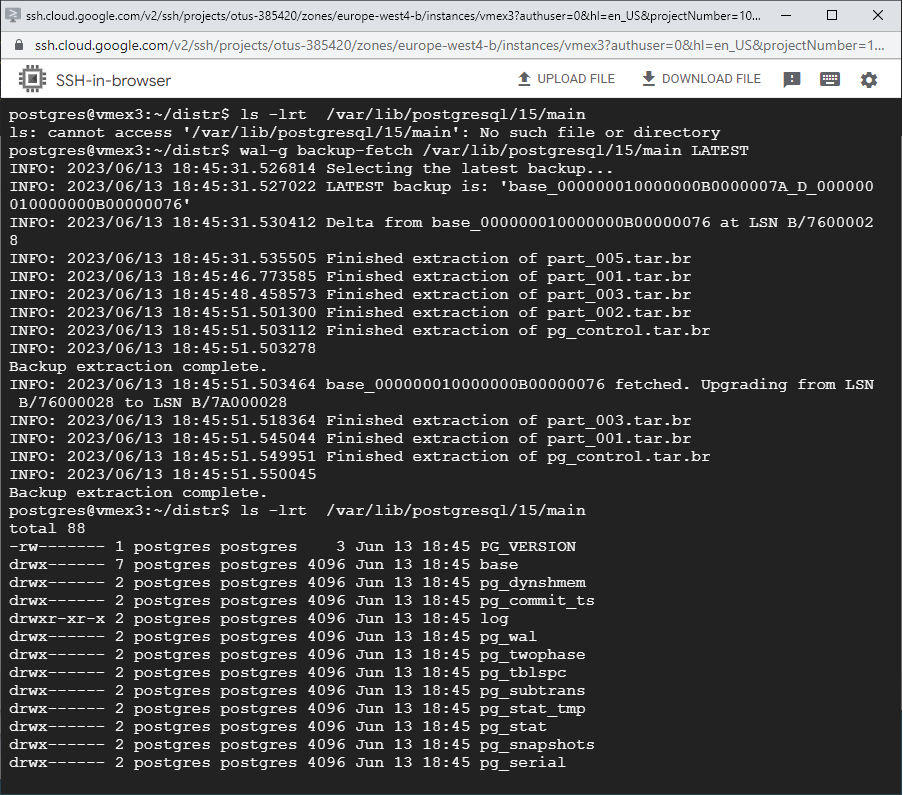 ssh.cloud.google.com/v2/ssh/projects/otus-385420/zones/europe-west4-b/instances/vmex3?authuser=0&hl=en_US&projectNumber=10...
ssh.cloud.google.com/v2/ssh/projects/otus-385420/zones/europe-west4-b/instances/vmex3?authuser=0&hl=en_US&projectNumber=1...
SSH-in-browser UPLOAD FILE DOWNLOAD FILE
postgres@vmex3:~/distr$ ls -lrt  /var/lib/postgresql/15/main
ls: cannot access '/var/lib/postgresql/15/main': No such file or directory
postgres@vmex3:~/distr$ wal-g backup-fetch /var/lib/postgresql/15/main LATEST
INFO: 2023/06/13 18:45:31.526814 Selecting the latest backup...
INFO: 2023/06/13 18:45:31.527022 LATEST backup is: 'base_000000010000000B0000007A_D_000000
010000000B00000076'
INFO: 2023/06/13 18:45:31.530412 Delta from base_000000010000000B00000076 at LSN B/7600002
8
INFO: 2023/06/13 18:45:31.535505 Finished extraction of part_005.tar.br
INFO: 2023/06/13 18:45:46.773585 Finished extraction of part_001.tar.br
INFO: 2023/06/13 18:45:48.458573 Finished extraction of part_003.tar.br
INFO: 2023/06/13 18:45:51.501300 Finished extraction of part_002.tar.br
INFO: 2023/06/13 18:45:51.503112 Finished extraction of pg_control.tar.br
INFO: 2023/06/13 18:45:51.503278
Backup extraction complete.
INFO: 2023/06/13 18:45:51.503464 base_000000010000000B00000076 fetched. Upgrading from LSN
 B/76000028 to LSN B/7A000028
INFO: 2023/06/13 18:45:51.518364 Finished extraction of part_003.tar.br
INFO: 2023/06/13 18:45:51.545044 Finished extraction of part_001.tar.br
INFO: 2023/06/13 18:45:51.549951 Finished extraction of pg_control.tar.br
INFO: 2023/06/13 18:45:51.550045
Backup extraction complete.
postgres@vmex3:~/distr$ ls -lrt  /var/lib/postgresql/15/main
total 88
-rw------- 1 postgres postgres    3 Jun 13 18:45 PG_VERSION
drwx------ 7 postgres postgres 4096 Jun 13 18:45 base
drwx------ 2 postgres postgres 4096 Jun 13 18:45 pg_dynshmem
drwx------ 2 postgres postgres 4096 Jun 13 18:45 pg_commit_ts
drwxr-xr-x 2 postgres postgres 4096 Jun 13 18:45 log
drwx------ 2 postgres postgres 4096 Jun 13 18:45 pg_wal
drwx------ 2 postgres postgres 4096 Jun 13 18:45 pg_twophase
drwx------ 2 postgres postgres 4096 Jun 13 18:45 pg_tblspc
drwx------ 2 postgres postgres 4096 Jun 13 18:45 pg_subtrans
drwx------ 2 postgres postgres 4096 Jun 13 18:45 pg_stat_tmp
drwx------ 2 postgres postgres 4096 Jun 13 18:45 pg_stat
drwx------ 2 postgres postgres 4096 Jun 13 18:45 pg_snapshots
drwx------ 2 postgres postgres 4096 Jun 13 18:45 pg_serial